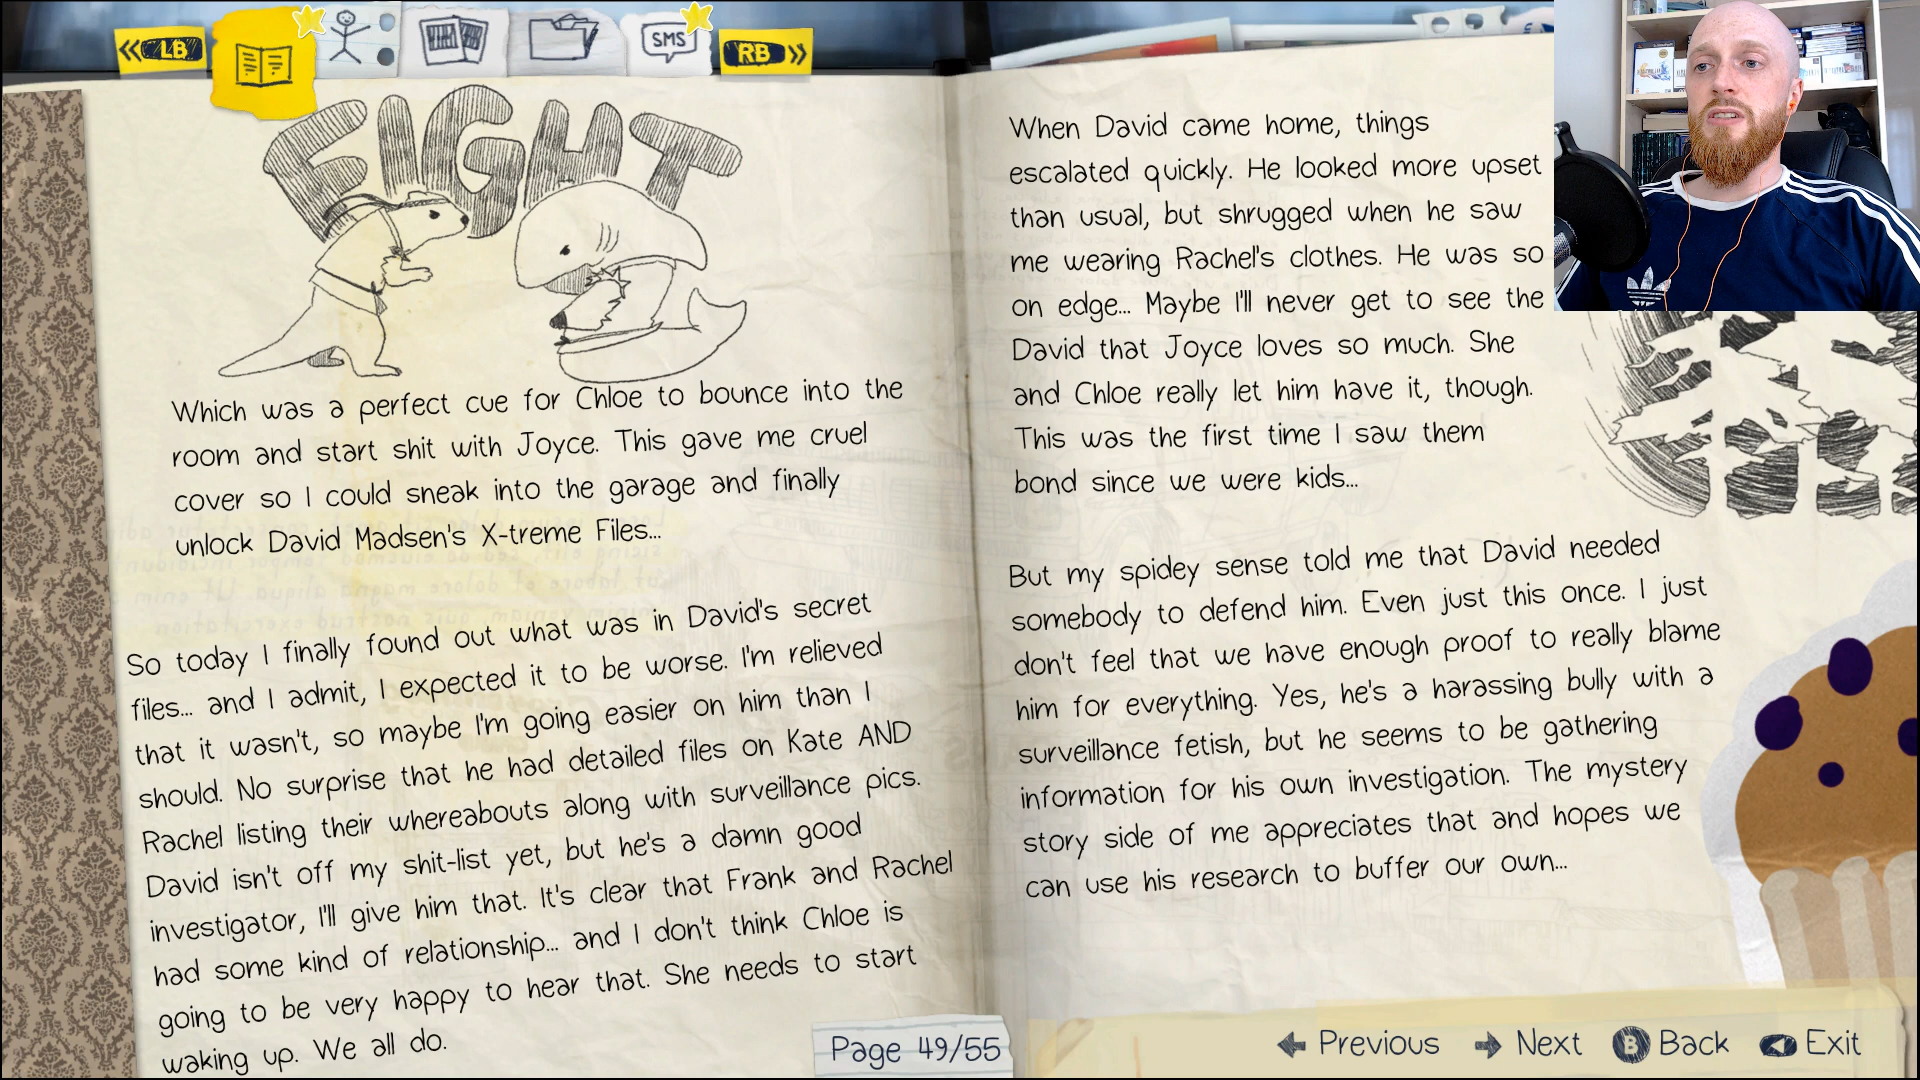 LB
SMS
RB
EIGHT
Which was a perfect cue for Chloe to bounce into the
room and start shit with Joyce. This gave me cruel
cover so I could sneak into the garage and finally
unlock David Madsen's X-treme Files...
So today I finally found out what was in David's secret
files... and I admit, I expected it to be worse. I'm relieved
that it wasn't, so maybe I'm going easier on him than I
should. No surprise that he had detailed files on Kate AND
Rachel listing their whereabouts along with surveillance pics.
David isn't off my shit-list yet, but he's a damn good
investigator, I'll give him that. It's clear that Frank and Rachel
had some kind of relationship... and I don't think Chloe is
going to be very happy to hear that. She needs to start
waking up. We all do.
When David came home, things
escalated quickly. He looked more upset
than usual, but shrugged when he saw
me wearing Rachel's clothes. He was so
on edge... Maybe I'll never get to see the
David that Joyce loves so much. She
and Chloe really let him have it, though.
This was the first time I saw them
bond since we were kids...
But my spidey sense told me that David needed
somebody to defend him. Even just this once. I just
don't feel that we have enough proof to really blame
him for everything. Yes, he's a harassing bully with a
surveillance fetish, but he seems to be gathering
information for his own investigation. The mystery
story side of me appreciates that and hopes we
can use his research to buffer our own...
Page 49/55
Previous
Next
B Back
Exit